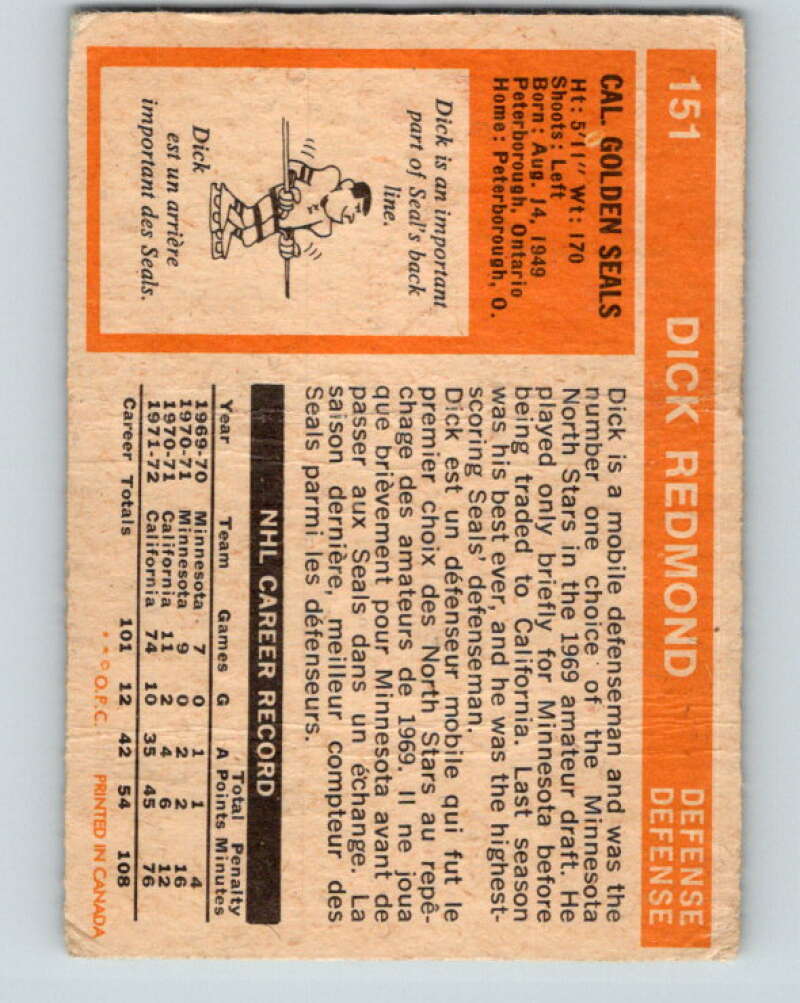 151 DICK REDMOND DEFENSE
DEFENSE
CAL. GOLDEN SEALS
Ht: 5'11" Wt: 170
Shoots: Left
Born: Aug. 14, 1949
Peterborough, Ontario
Home: Peterborough, O.
Dick is an important
part of Seal's back
line.
Dick
est un arrière
important des Seals.
Dick is a mobile defenseman and was the
number one choice of the Minnesota
North Stars in the 1969 amateur draft. He
played only briefly for Minnesota before
being traded to California. Last season
was his best ever, and he was the highest-
scoring Seals' defenseman.
Dick est un défenseur mobile qui fut le
premier choix des North Stars au repê-
chage des amateurs de 1969. Il ne joua
que brièvement pour Minnesota avant de
passer aux Seals dans un échange. La
saison dernière, meilleur compteur des
Seals parmi les défenseurs.
NHL CAREER RECORD
Total Penalty
Year Team Games G A Points Minutes
1969-70 Minnesota 7 0 1 1 4
1970-71 Minnesota 9 0 2 2 16
1970-71 California 11 2 4 6 12
1971-72 California 74 10 35 45 76
Career Totals 101 12 42 54 108
* * © O.P.C. PRINTED IN CANADA